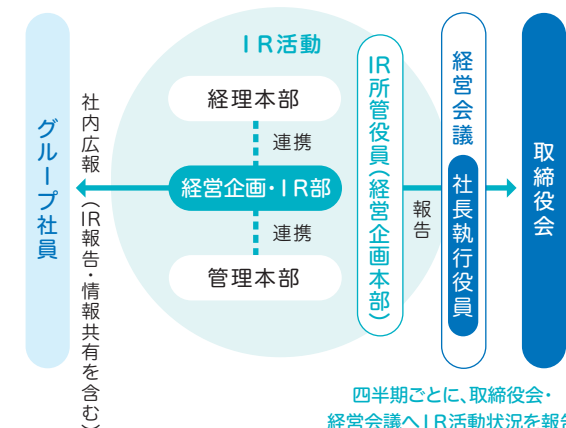 IR活動
グループ社員
社内広報(IR報告・情報共有を含む)
経理本部
連携
経営企画・IR部
連携
管理本部
IR所管役員(経営企画本部)
報告
経営会議
社長執行役員
取締役会
四半期ごとに、取締役会・
経営会議へIR活動状況を報告